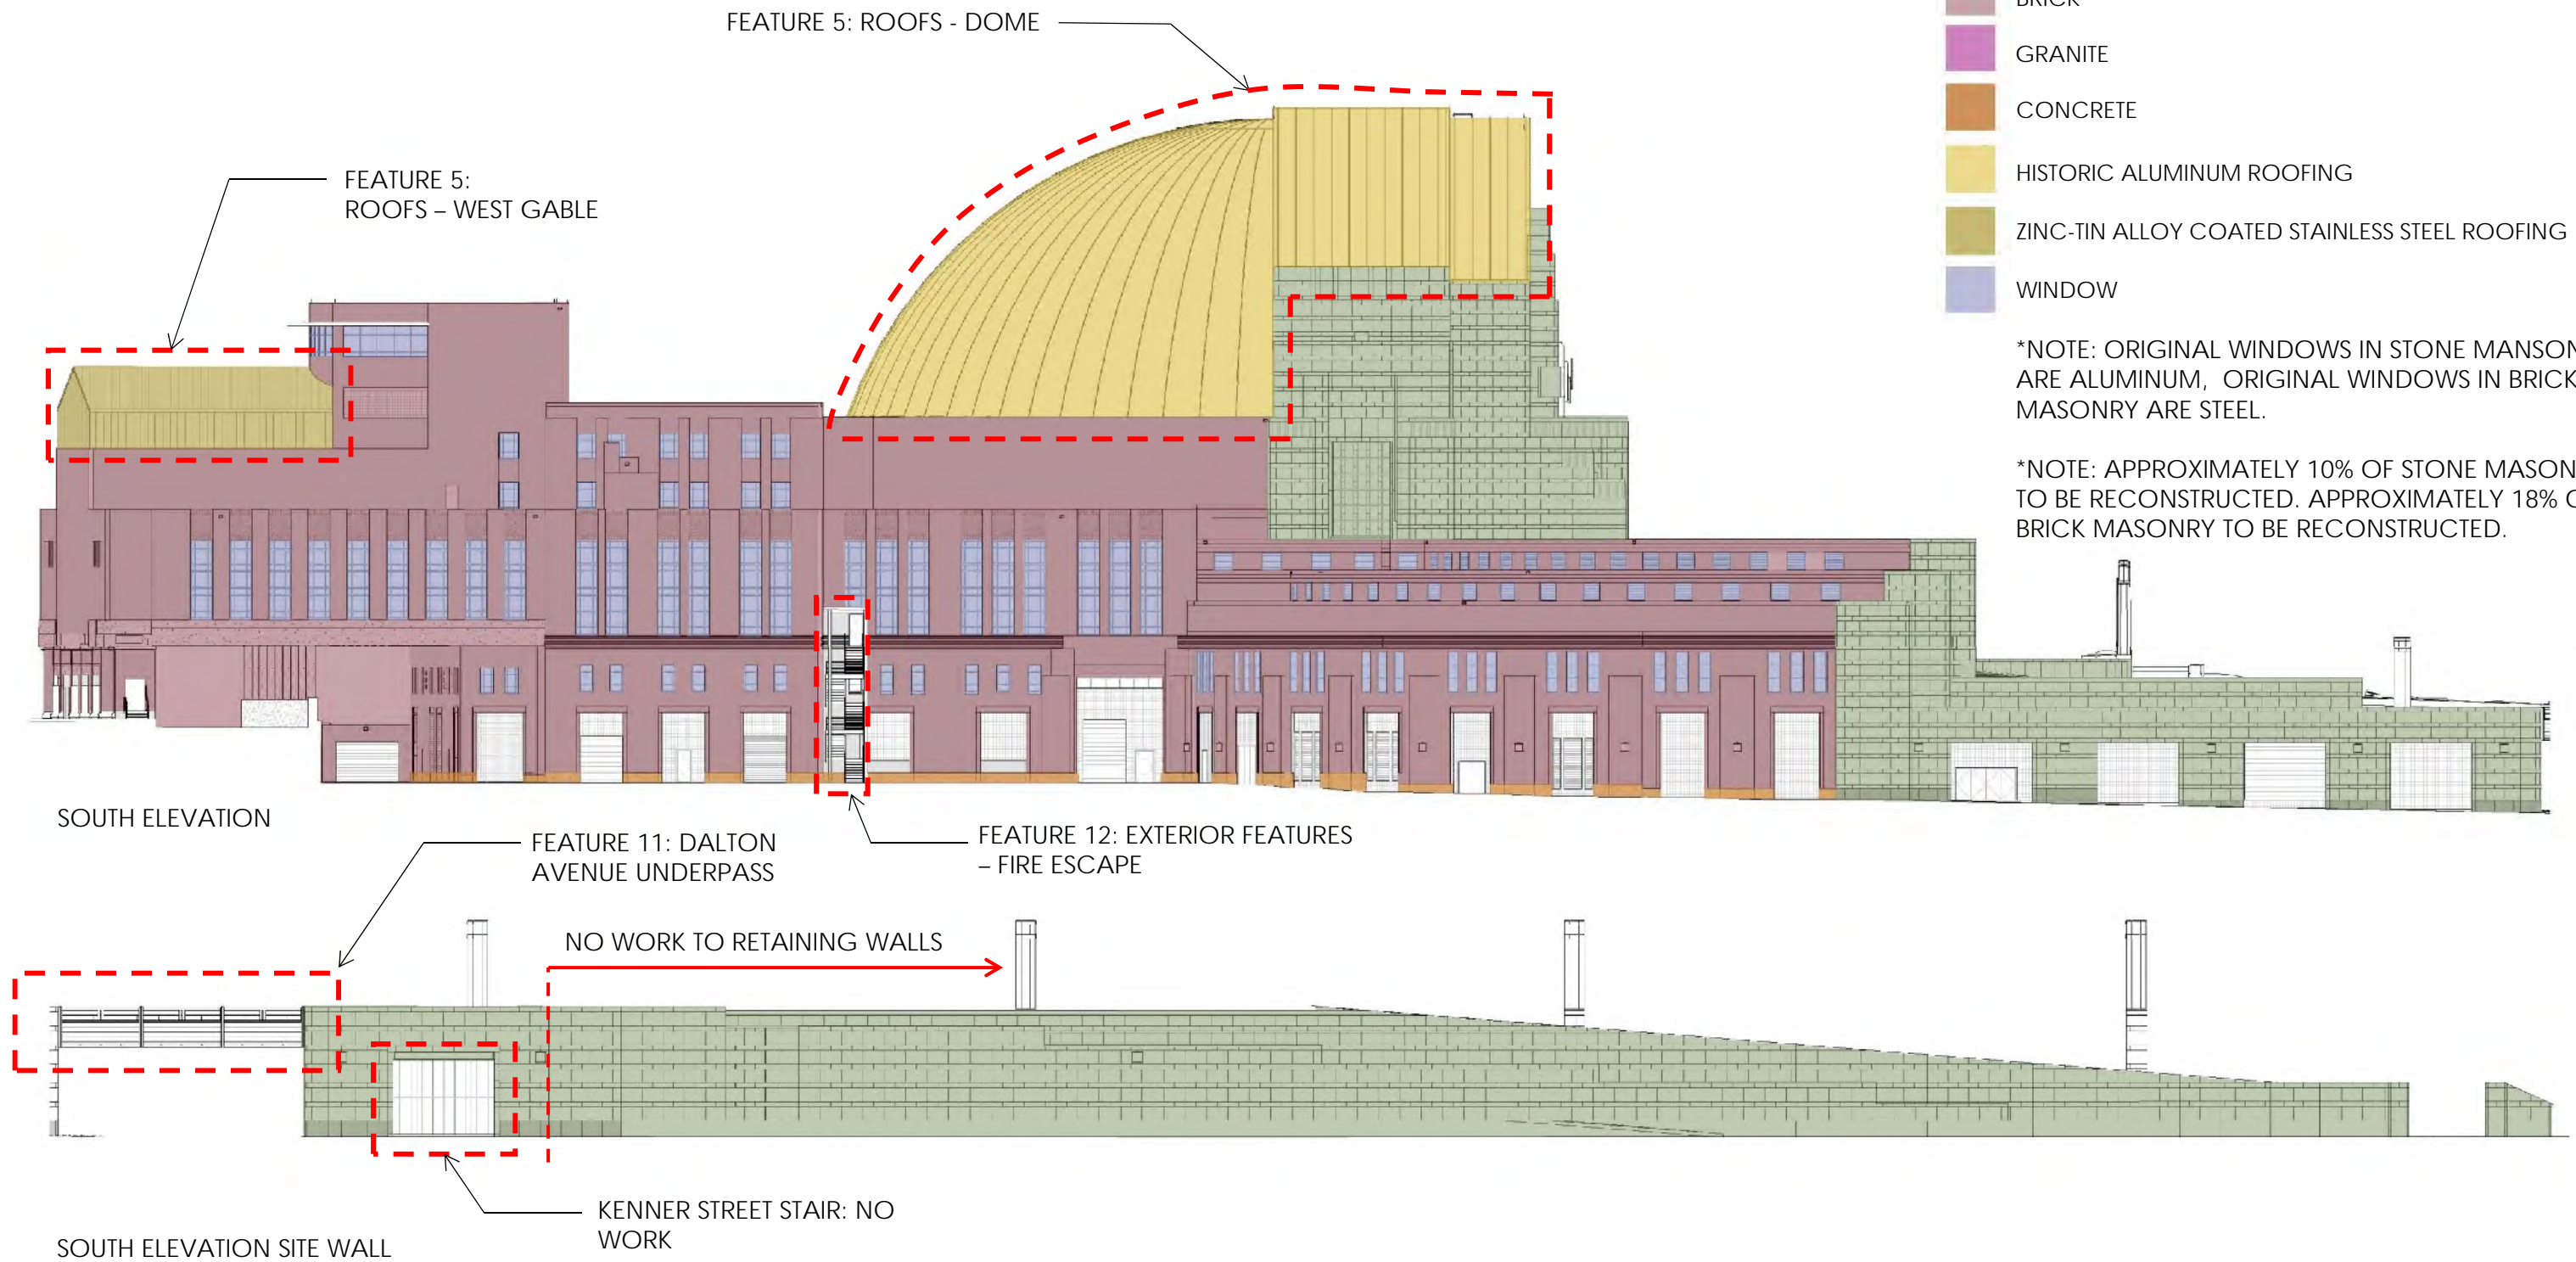 FEATURE 5: ROOFS - DOME
BRICK
GRANITE
CONCRETE
HISTORIC ALUMINUM ROOFING
ZINC-TIN ALLOY COATED STAINLESS STEEL ROOFING
WINDOW
*NOTE: ORIGINAL WINDOWS IN STONE MANSON
ARE ALUMINUM, ORIGINAL WINDOWS IN BRICK
MASONRY ARE STEEL.
*NOTE: APPROXIMATELY 10% OF STONE MASON
TO BE RECONSTRUCTED. APPROXIMATELY 18%
BRICK MASONRY TO BE RECONSTRUCTED.
FEATURE 5:
ROOFS – WEST GABLE
SOUTH ELEVATION
FEATURE 11: DALTON
AVENUE UNDERPASS
FEATURE 12: EXTERIOR FEATURES
– FIRE ESCAPE
NO WORK TO RETAINING WALLS
KENNER STREET STAIR: NO
WORK
SOUTH ELEVATION SITE WALL